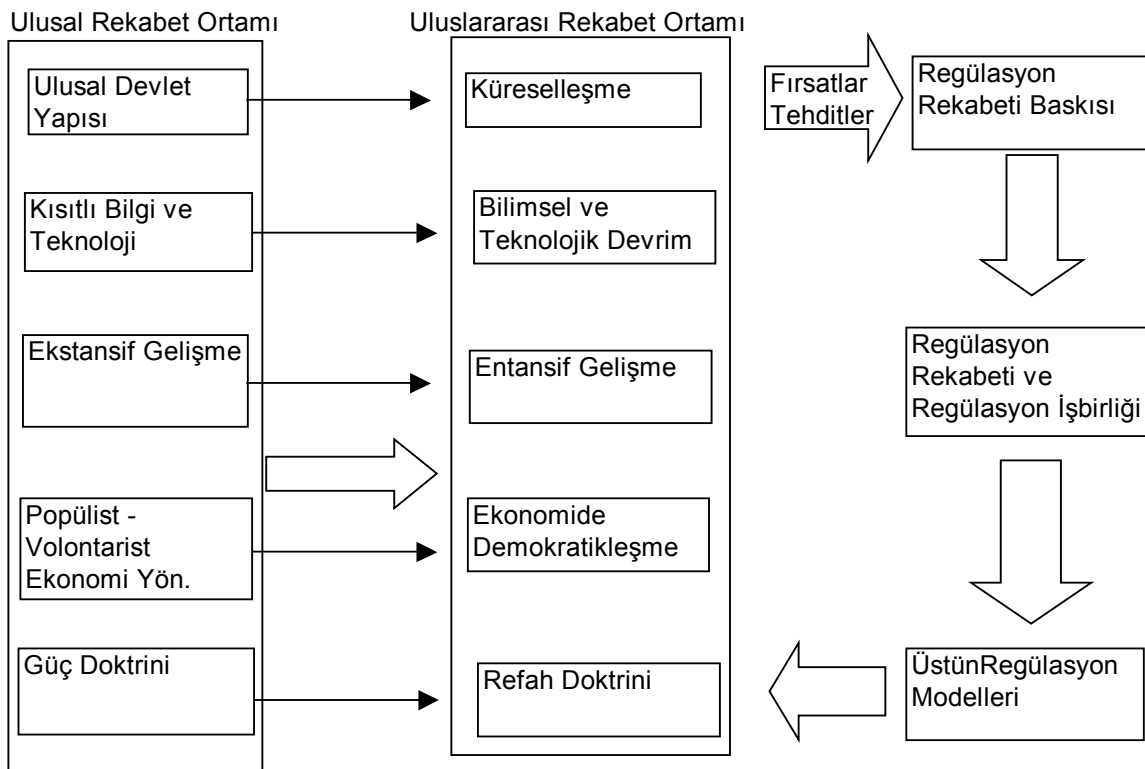 Ulusal Rekabet Ortamı
Ulusal Devlet
Yapısı
Kısıtlı Bilgi ve
Teknoloji
Ekstansif Gelişme
Popülist -
Volontarist
Ekonomi Yön.
Güç Doktrini
Uluslararası Rekabet Ortamı
Küreselleşme
Bilimsel ve
Teknolojik Devrim
Entansif Gelişme
Ekonomide
Demokratikleşme
Refah Doktrini
Fırsatlar
Tehditler
Regülasyon
Rekabeti Baskısı
Regülasyon
Rekabeti ve
Regülasyon İşbirliği
ÜstünRegülasyon
Modelleri